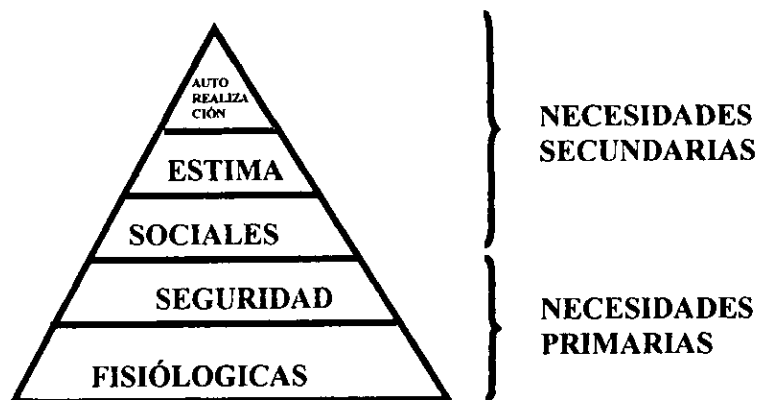 AUTO
REALIZA
CIÓN
ESTIMA
SOCIALES
SEGURIDAD
FISIÓLOGICAS
NECESIDADES
SECUNDARIAS
NECESIDADES
PRIMARIAS